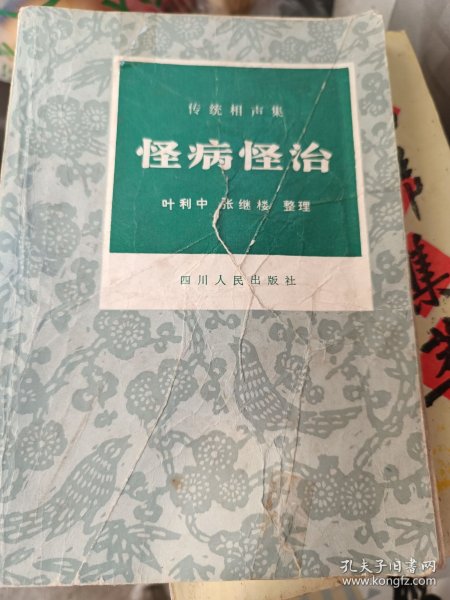 传统相声集
怪病怪治
叶利中 张继楼 整理
四川人民出版社
集
孔夫子旧书网
www.kongfz.com